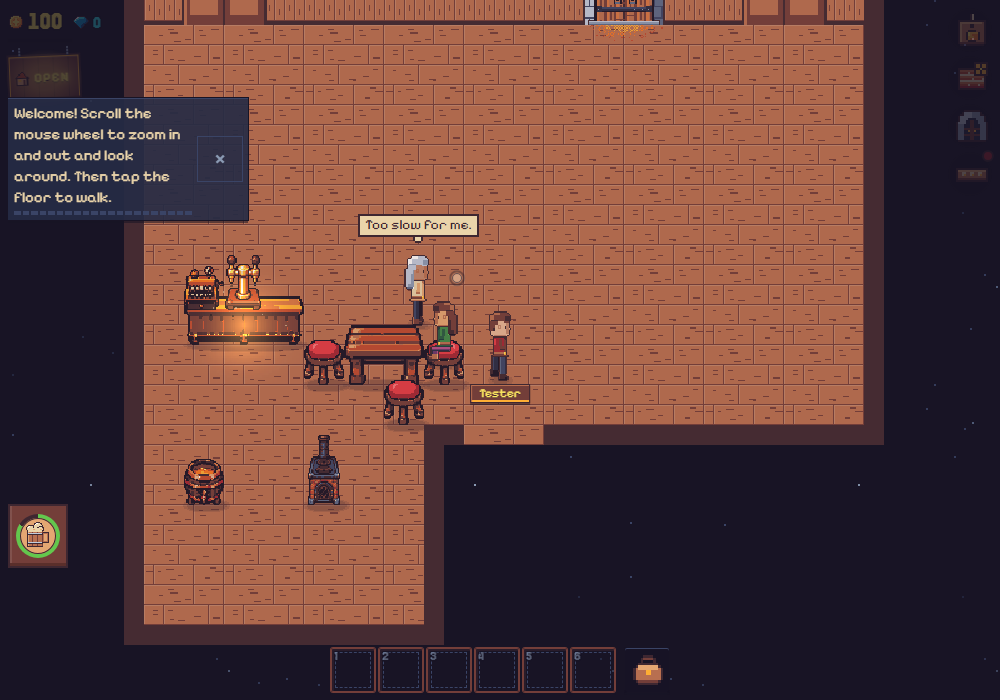 100
0
OPEN
Welcome! Scroll the
mouse wheel to zoom in
and out and look
around. Then tap the
floor to walk.
×
Too slow for me.
Tester
1 2 3 4 5 6